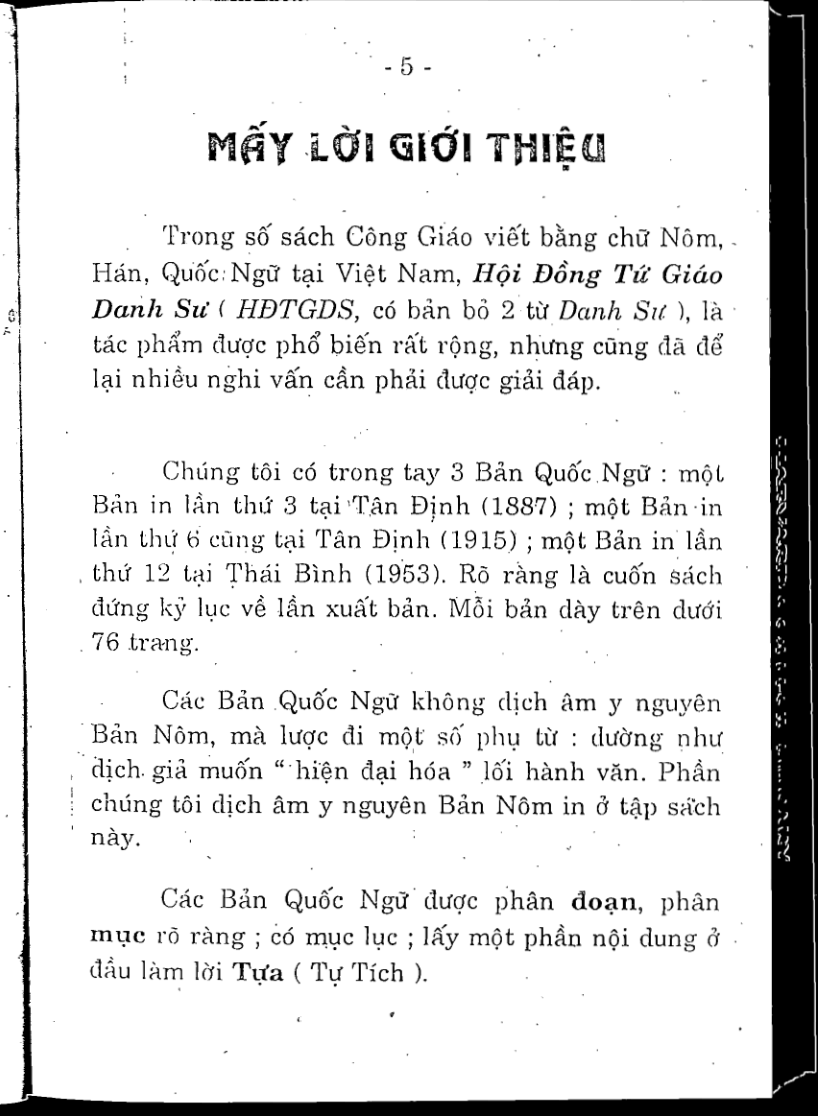 - 5 -
MẤY LỜI GIỚI THIỆU
Trong số sách Công Giáo viết bằng chữ Nôm,
Hán, Quốc Ngữ tại Việt Nam, Hội Đồng Tứ Giáo
Danh Sư ( HĐTGDS, có bản bỏ 2 từ Danh Sư ), là
tác phẩm được phổ biến rất rộng, nhưng cũng đã để
lại nhiều nghi vấn cần phải được giải đáp.
Chúng tôi có trong tay 3 Bản Quốc Ngữ : một
Bản in lần thứ 3 tại Tân Định (1887) ; một Bản in
lần thứ 6 cũng tại Tân Định (1915) ; một Bản in lần
thứ 12 tại Thái Bình (1953). Rõ ràng là cuốn sách
đứng kỷ lục về lần xuất bản. Mỗi bản dày trên dưới
76 trang.
Các Bản Quốc Ngữ không dịch âm y nguyên
Bản Nôm, mà lược đi một số phụ từ : dường như
dịch giả muốn “ hiện đại hóa ” lối hành văn. Phần
chúng tôi dịch âm y nguyên Bản Nôm in ở tập sách
này.
Các Bản Quốc Ngữ được phân đoạn, phân
mục rõ ràng ; có mục lục ; lấy một phần nội dung ở
đầu làm lời Tựa ( Tự Tích ).